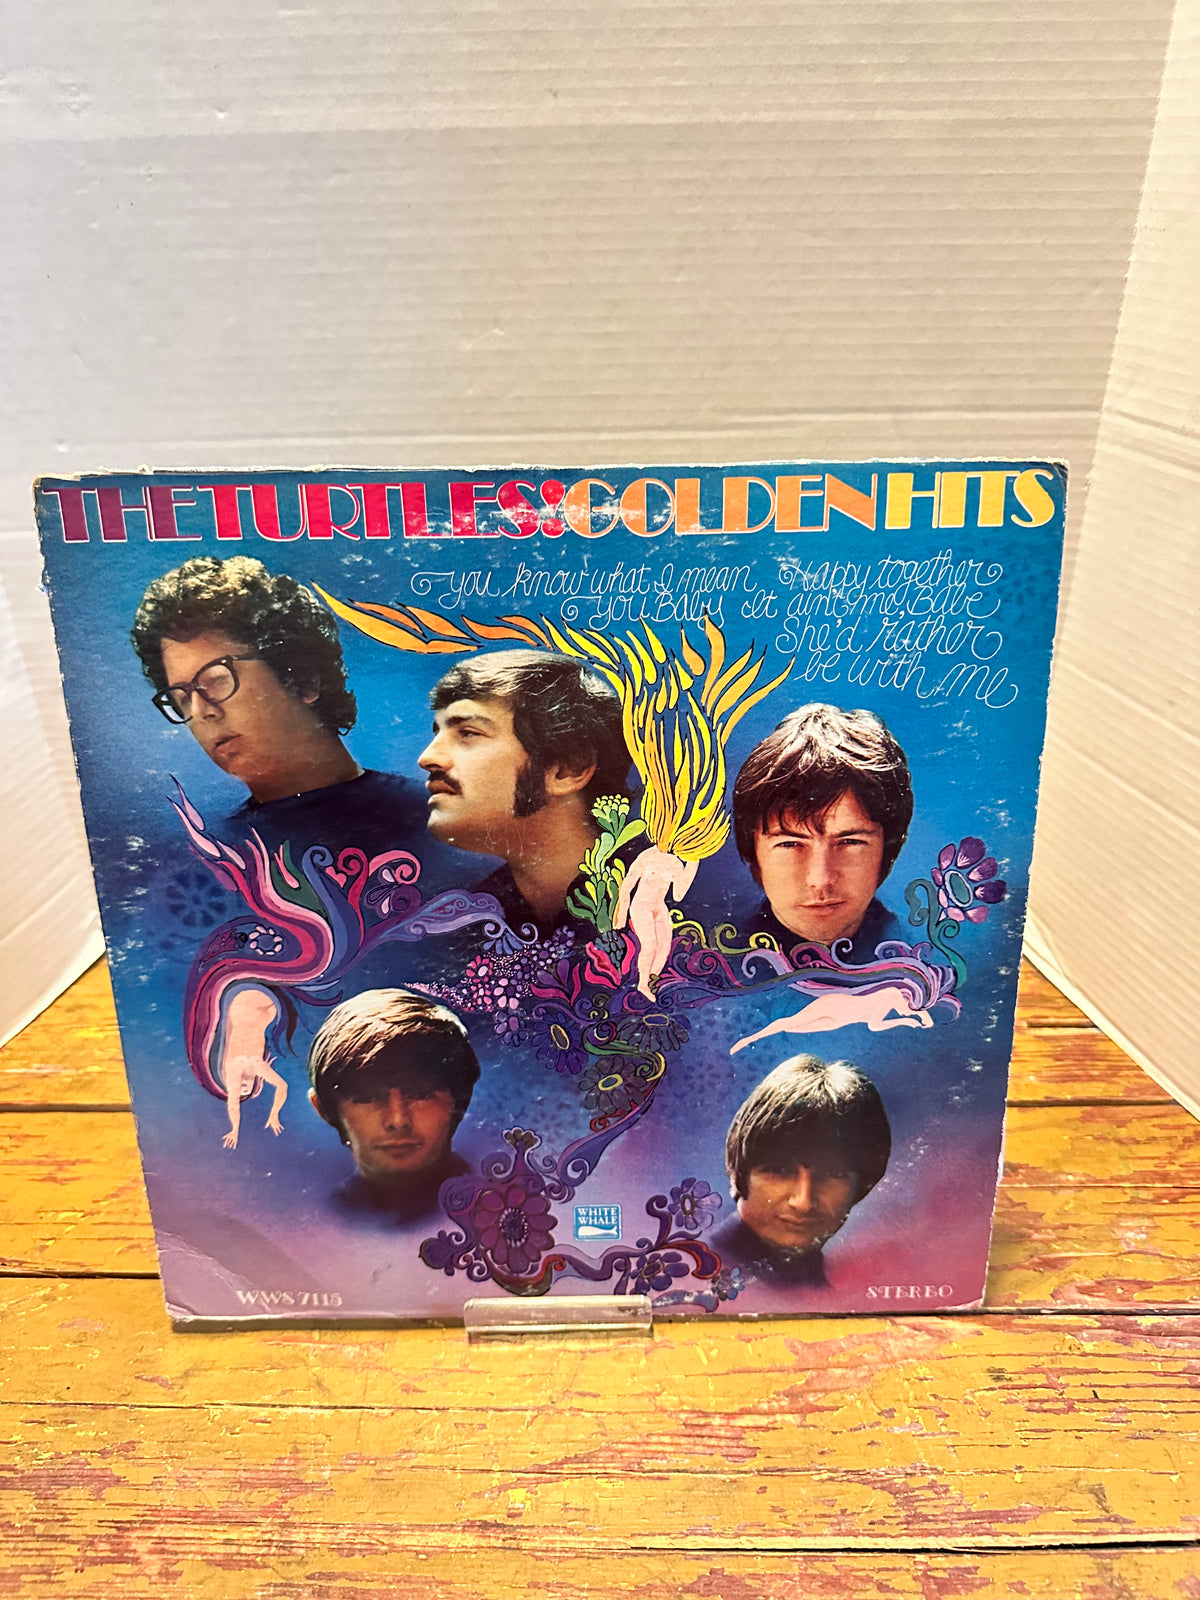 THE TURTLES! GOLDEN HITS
You know what I mean Happy together
You Baby It ain't me, Babe
She'd rather
be with me
WHITE
WHALE
WWS 7115
STEREO